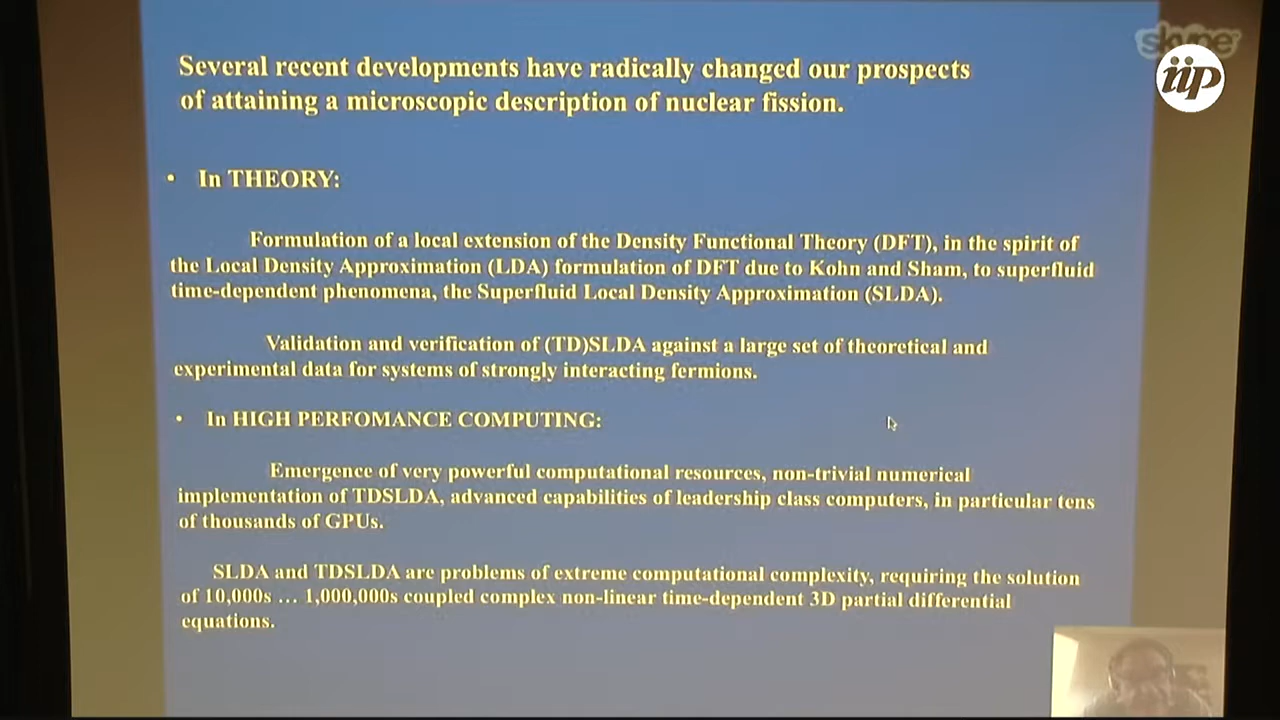 skype
iip
Several recent developments have radically changed our prospects
of attaining a microscopic description of nuclear fission.
• In THEORY:
Formulation of a local extension of the Density Functional Theory (DFT), in the spirit of
the Local Density Approximation (LDA) formulation of DFT due to Kohn and Sham, to superfluid
time-dependent phenomena, the Superfluid Local Density Approximation (SLDA).
Validation and verification of (TD)SLDA against a large set of theoretical and
experimental data for systems of strongly interacting fermions.
• In HIGH PERFOMANCE COMPUTING:
Emergence of very powerful computational resources, non-trivial numerical
implementation of TDSLDA, advanced capabilities of leadership class computers, in particular tens
of thousands of GPUs.
SLDA and TDSLDA are problems of extreme computational complexity, requiring the solution
of 10,000s … 1,000,000s coupled complex non-linear time-dependent 3D partial differential
equations.